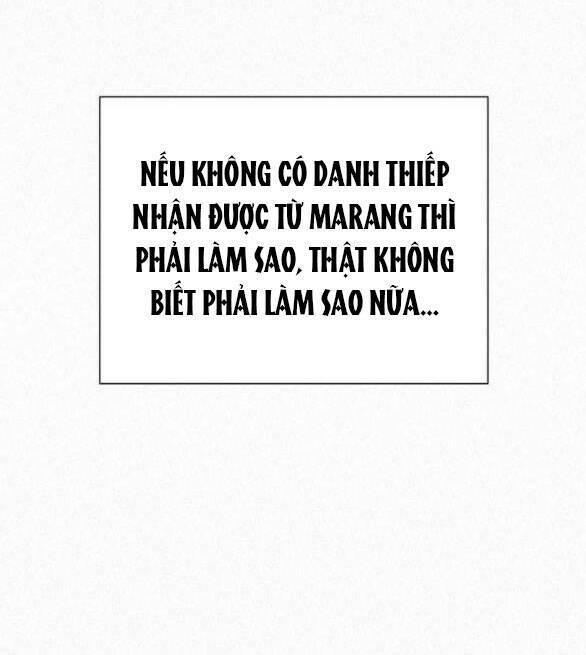 NẾU KHÔNG CÓ DANH THIẾP
NHẬN ĐƯỢC TỪ MARANG THÌ
PHẢI LÀM SAO, THẬT KHÔNG
BIẾT PHẢI LÀM SAO NỮA...